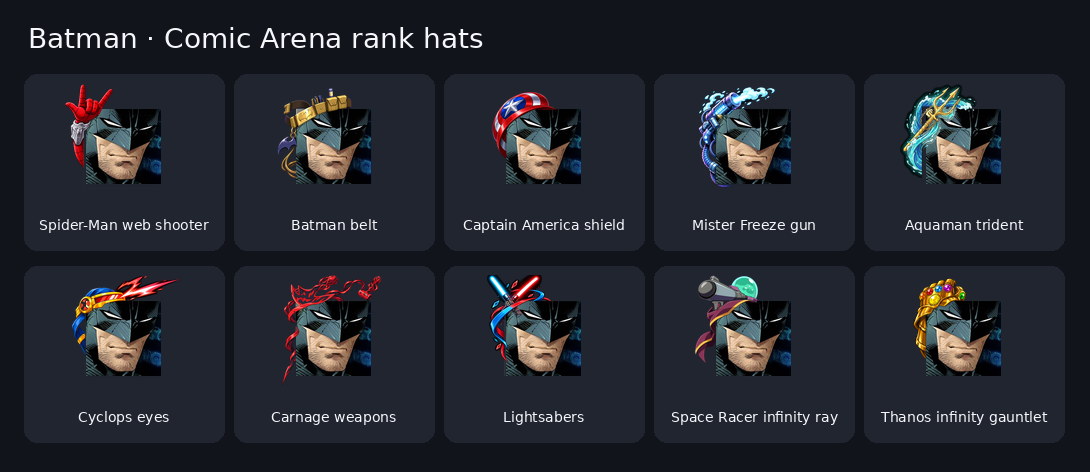 Batman · Comic Arena rank hats
Spider-Man web shooter
Batman belt
Captain America shield
Mister Freeze gun
Aquaman trident
Cyclops eyes
Carnage weapons
Lightsabers
Space Racer infinity ray
Thanos infinity gauntlet